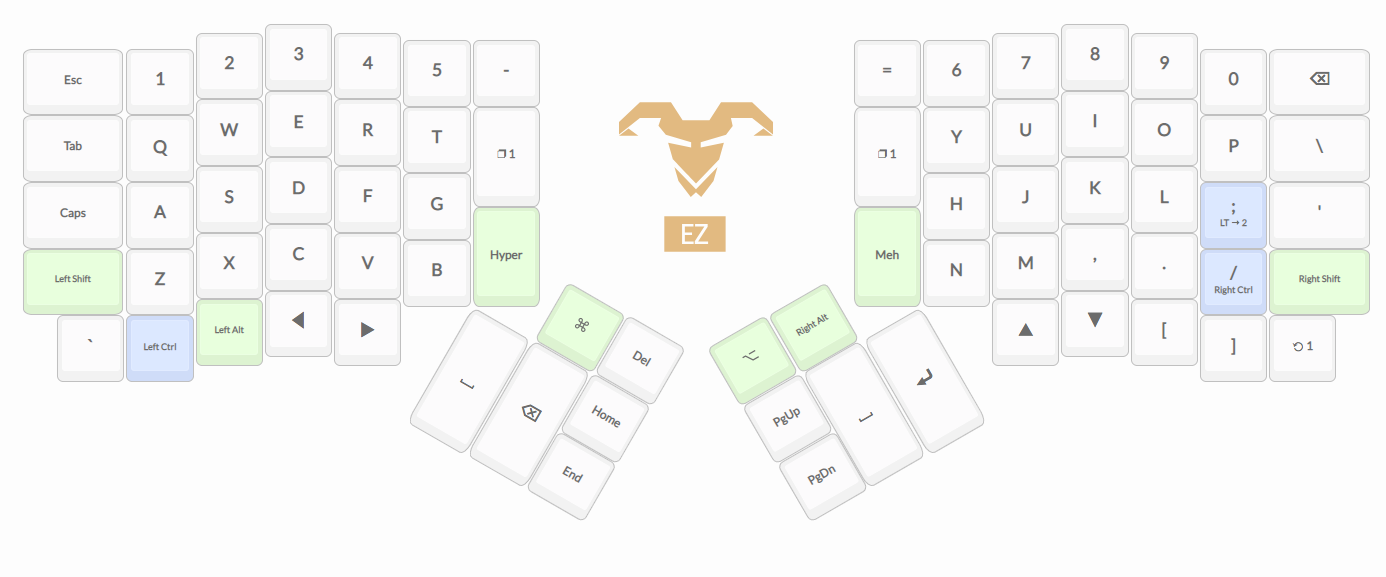 Esc 1 2 3 4 5 -
= 6 7 8 9 0 ⌫
Tab Q W E R T ❐ 1
❐ 1 Y U I O P \
Caps A S D F G
H J K L ; '
LT → 2
Left Shift Z X C V B Hyper
Meh N M , . / Right Shift
Right Ctrl
` Left Ctrl Left Alt ◀ ▶
▲ ▼ [ ] ↺ 1
EZ
⌘ Del
Home
End
⌫
⌥ Right Alt
PgUp
PgDn